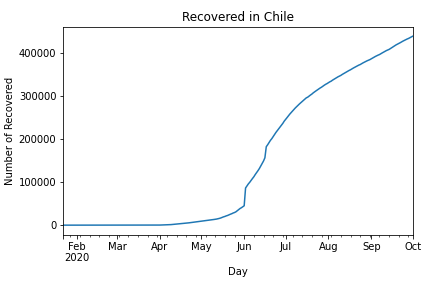 Recovered in Chile
Number of Recovered
400000
300000
200000
100000
0
Feb Mar Apr May Jun Jul Aug Sep Oct
2020
Day